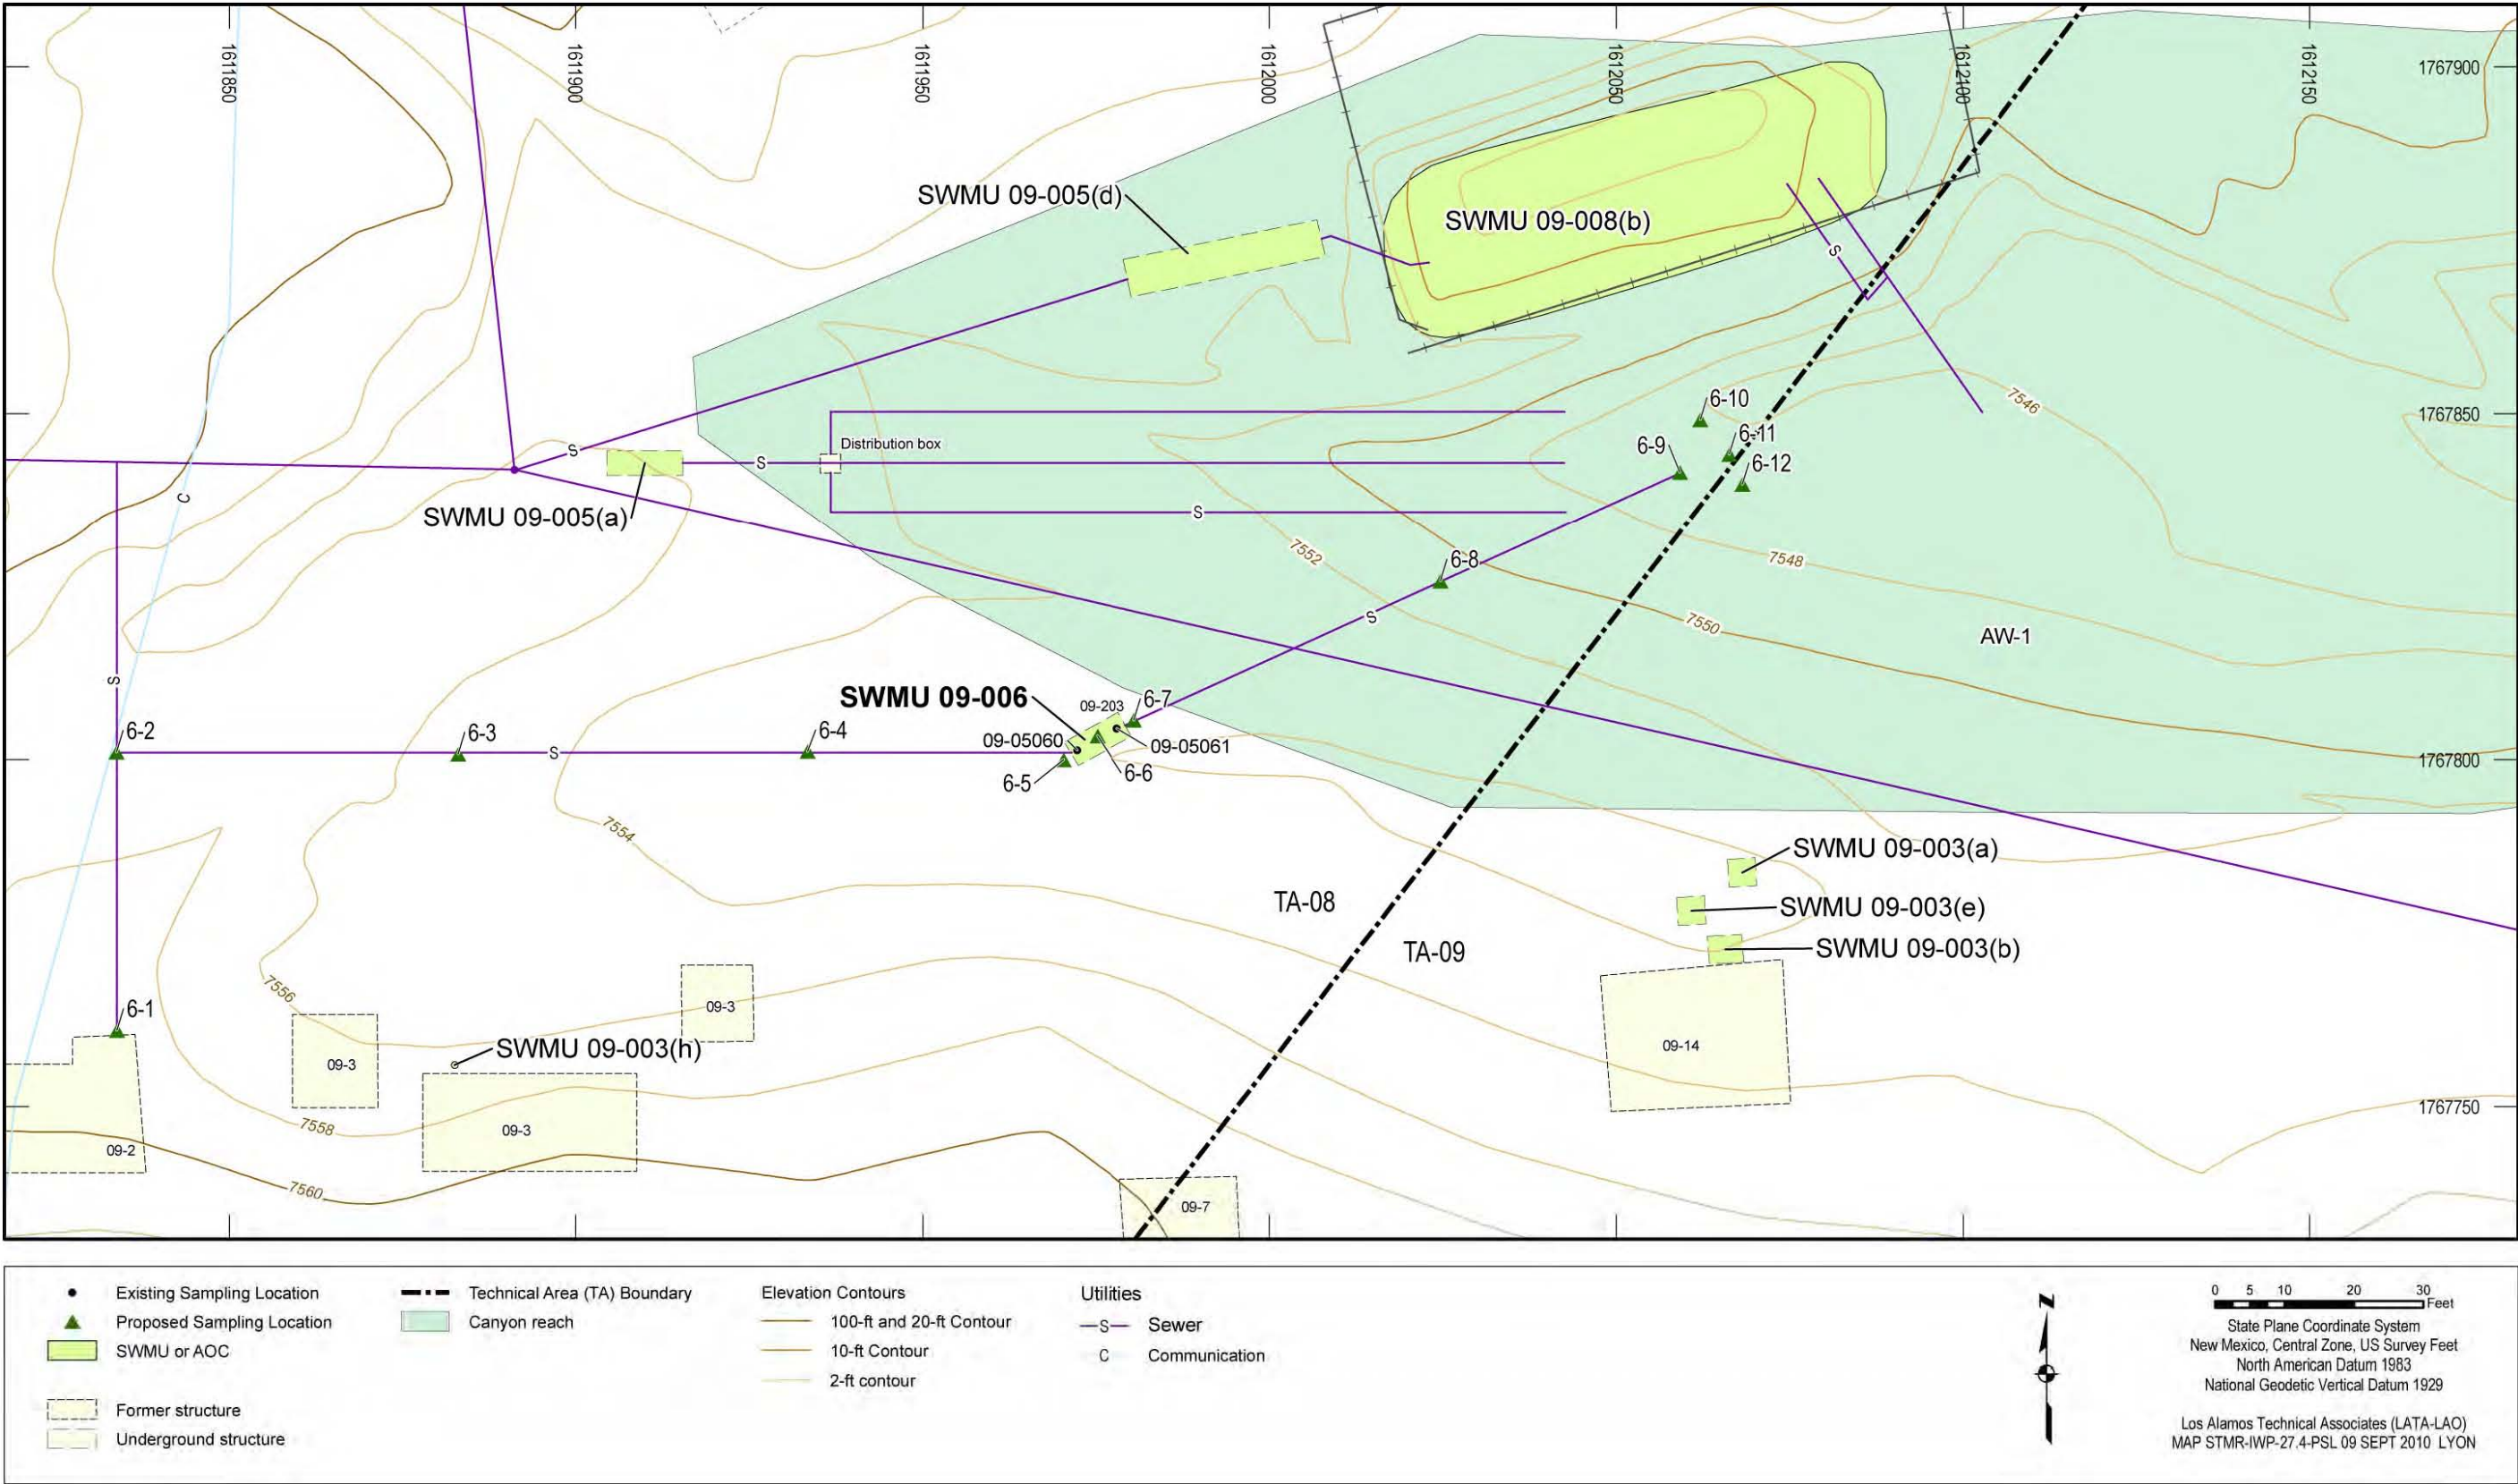 1611850
1611900
1611950
1612000
1612050
1612100
1612150
1767900
SWMU 09-005(d)
SWMU 09-008(b)
S
6-10
7546
1767850
6-11
Distribution box
6-9
S
S
6-12
C
SWMU 09-005(a)
S
7552
6-8
7548
S
7550
AW-1
S
SWMU 09-006
09-203
6-7
6-2
6-3
6-4
09-05060
09-05061
S
6-5
6-6
1767800
7554
SWMU 09-003(a)
TA-08
SWMU 09-003(e)
TA-09
SWMU 09-003(b)
7556
6-1
09-3
SWMU 09-003(h)
09-14
09-3
1767750
7558
09-3
09-2
7560
09-7
Existing Sampling Location
Proposed Sampling Location
SWMU or AOC
Former structure
Underground structure
Technical Area (TA) Boundary
Canyon reach
Elevation Contours
100-ft and 20-ft Contour
10-ft Contour
2-ft contour
Utilities
S Sewer
C Communication
N
0 5 10 20 30
Feet
State Plane Coordinate System
New Mexico, Central Zone, US Survey Feet
North American Datum 1983
National Geodetic Vertical Datum 1929
Los Alamos Technical Associates (LATA-LAO)
MAP STMR-IWP-27.4-PSL 09 SEPT 2010 LYON